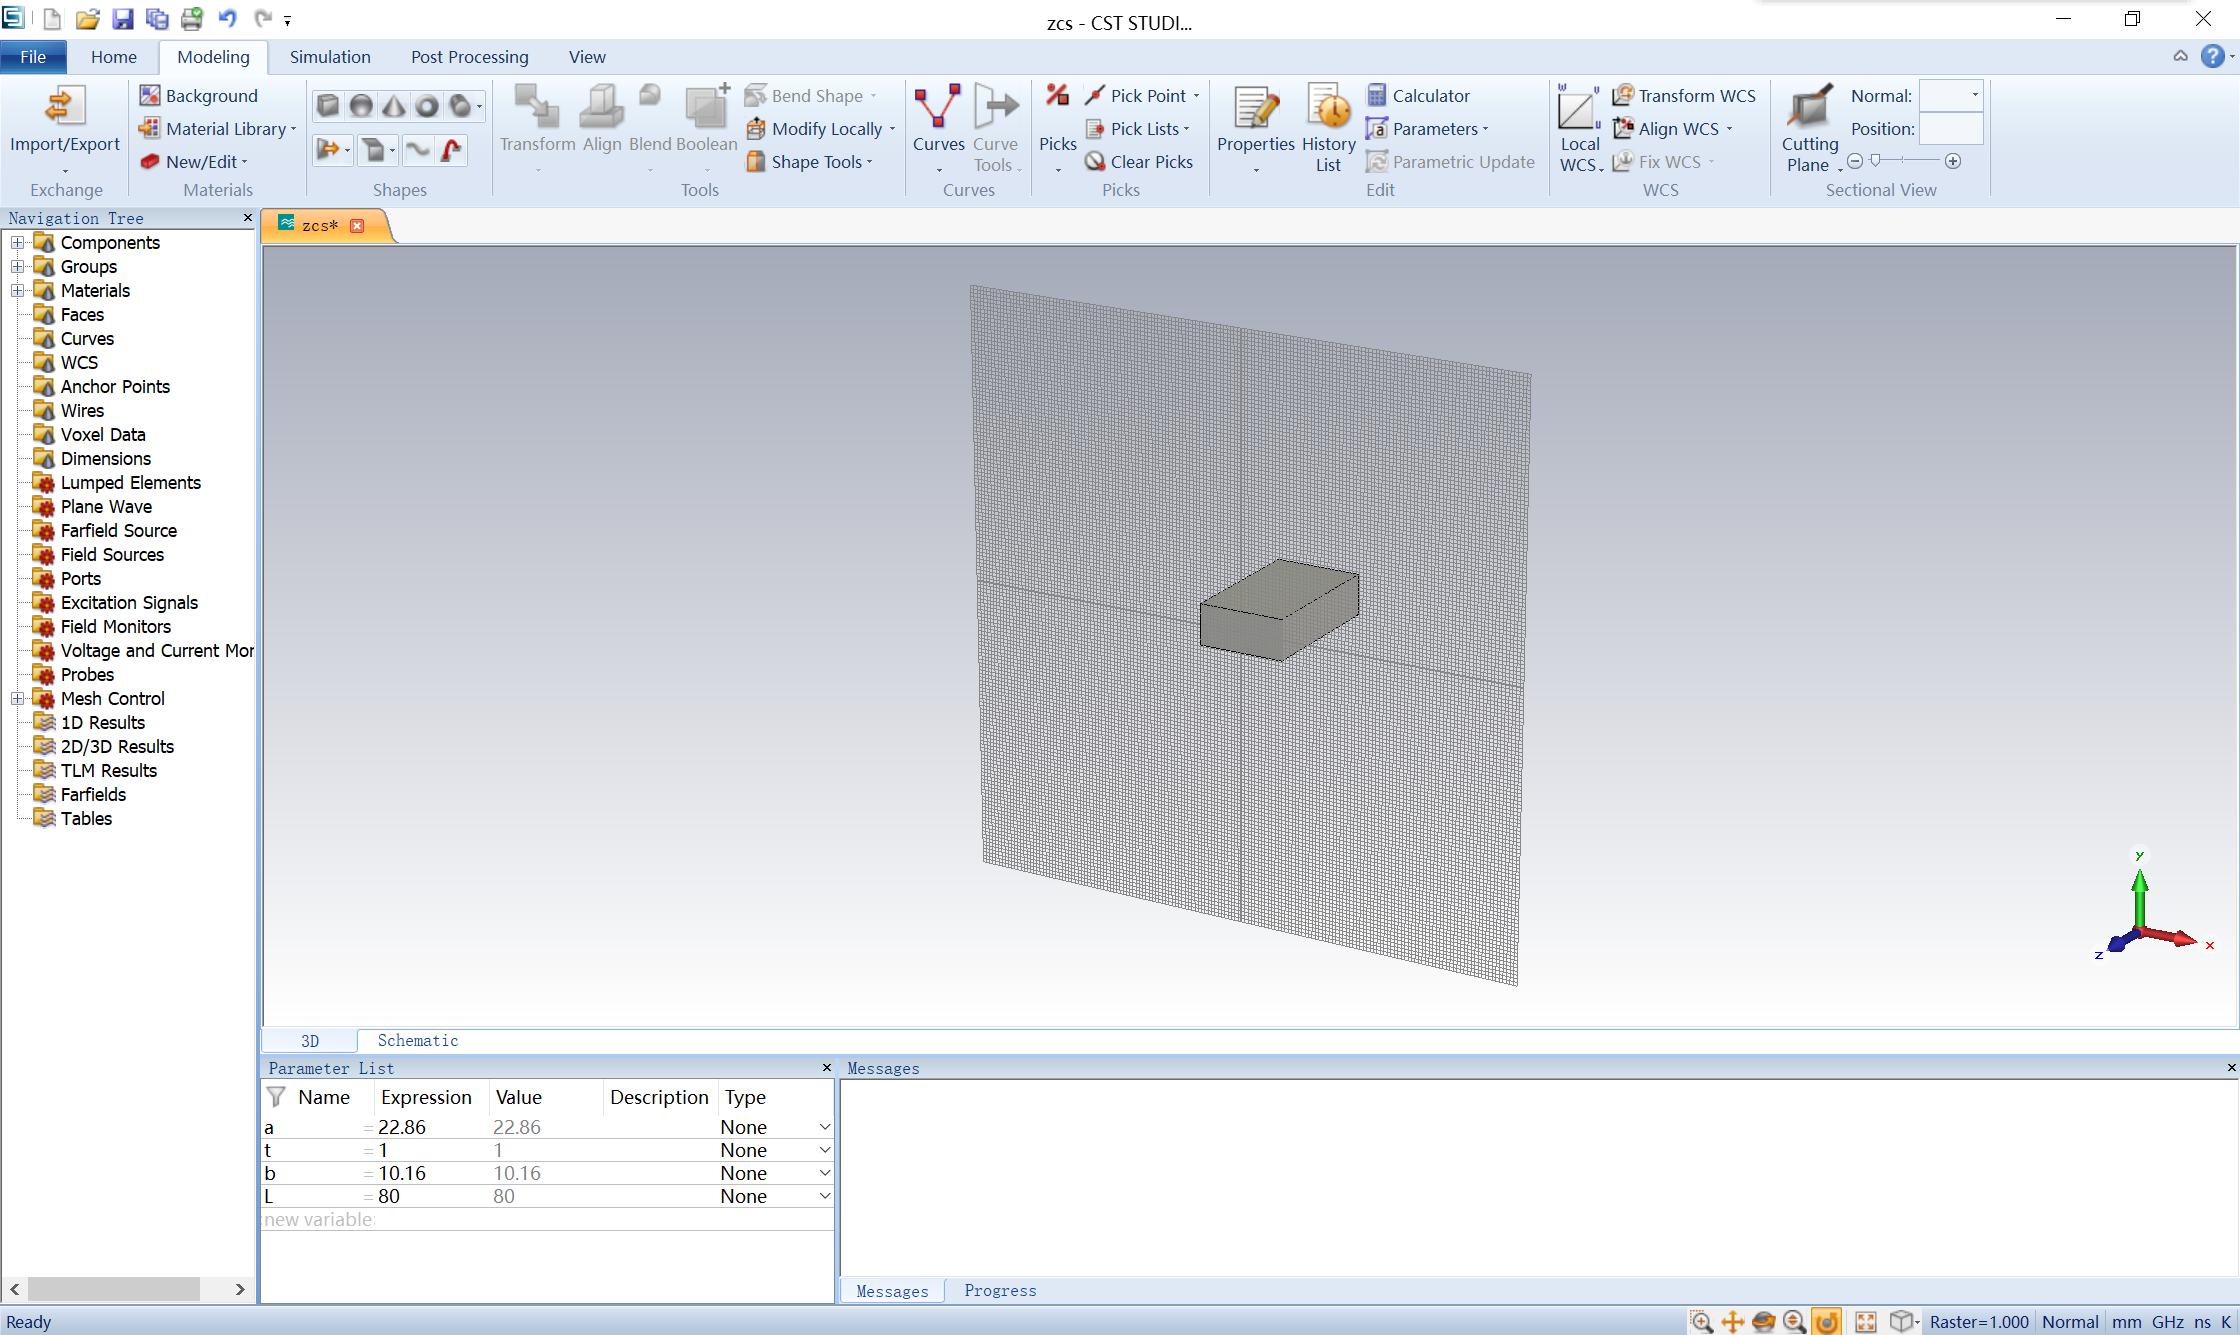 zcs - CST STUDI...
File Home Modeling Simulation Post Processing View
Import/Export
Exchange
Background
Material Library
New/Edit
Materials
Shapes
Transform Align Blend Boolean
Bend Shape
Modify Locally
Shape Tools
Tools
Curves
Curve Tools
Curves
Picks
Pick Point
Pick Lists
Clear Picks
Picks
Properties
History List
Calculator
Parameters
Parametric Update
Edit
Local WCS
Transform WCS
Align WCS
Fix WCS
WCS
Cutting Plane
Normal:
Position:
Sectional View
Navigation Tree
Components
Groups
Materials
Faces
Curves
WCS
Anchor Points
Wires
Voxel Data
Dimensions
Lumped Elements
Plane Wave
Farfield Source
Field Sources
Ports
Excitation Signals
Field Monitors
Voltage and Current Mor
Probes
Mesh Control
1D Results
2D/3D Results
TLM Results
Farfields
Tables
zcs*
y
x
z
3D Schematic
Parameter List
Name Expression Value Description Type
a = 22.86 22.86 None
t = 1 1 None
b = 10.16 10.16 None
L = 80 80 None
new variable
Messages
Messages Progress
Ready
Raster=1.000 Normal mm GHz ns K